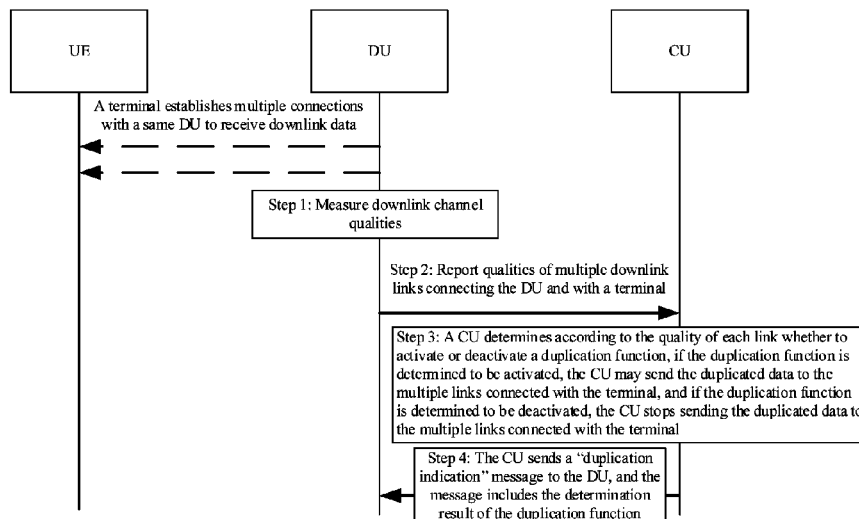 UE
DU
CU
A terminal establishes multiple connections
with a same DU to receive downlink data
Step 1: Measure downlink channel
qualities
Step 2: Report qualities of multiple downlink
links connecting the DU and with a terminal
Step 3: A CU determines according to the quality of each link whether to
activate or deactivate a duplication function, if the duplication function is
determined to be activated, the CU may send the duplicated data to the
multiple links connected with the terminal, and if the duplication function
is determined to be deactivated, the CU stops sending the duplicated data to
the multiple links connected with the terminal
Step 4: The CU sends a “duplication
indication” message to the DU, and the
message includes the determination
result of the duplication function